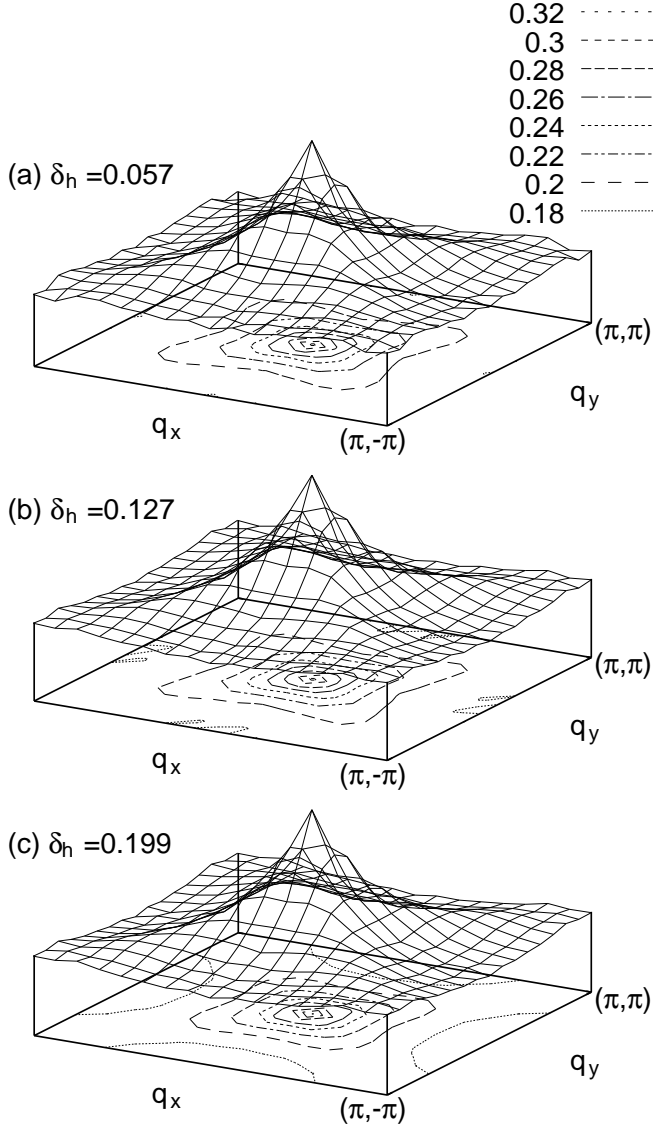 0.32
0.3
0.28
0.26
0.24
0.22
0.2
0.18
(a) δh =0.057
(π,π)
qy
qx
(π,-π)
(b) δh =0.127
(π,π)
qy
qx
(π,-π)
(c) δh =0.199
(π,π)
qy
qx
(π,-π)